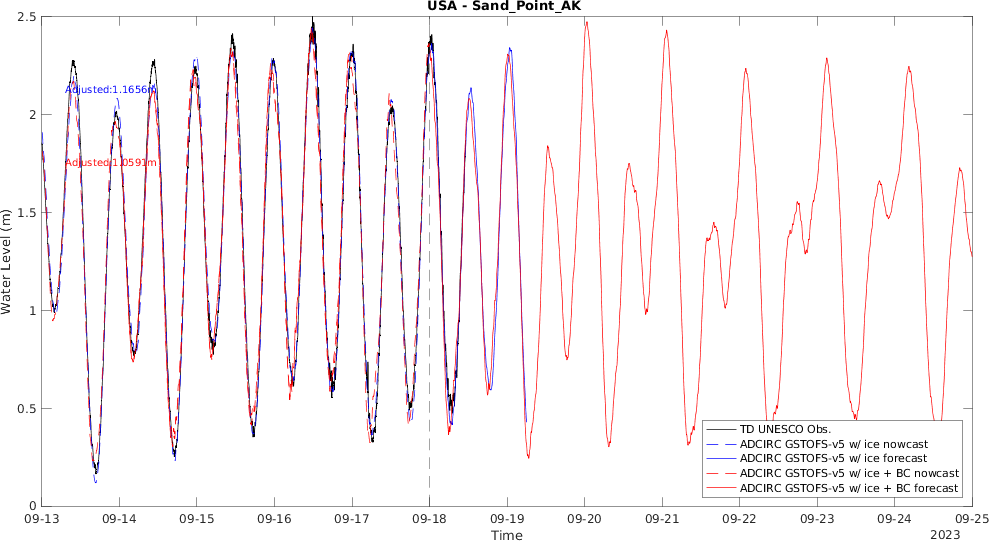 USA - Sand_Point_AK
2.5
2
1.5
1
0.5
0
Water Level (m)
Adjusted:1.1656m
Adjusted:1.0591m
TD UNESCO Obs.
ADCIRC GSTOFS-v5 w/ ice nowcast
ADCIRC GSTOFS-v5 w/ ice forecast
ADCIRC GSTOFS-v5 w/ ice + BC nowcast
ADCIRC GSTOFS-v5 w/ ice + BC forecast
09-13 09-14 09-15 09-16 09-17 09-18 09-19 09-20 09-21 09-22 09-23 09-24 09-25
Time
2023